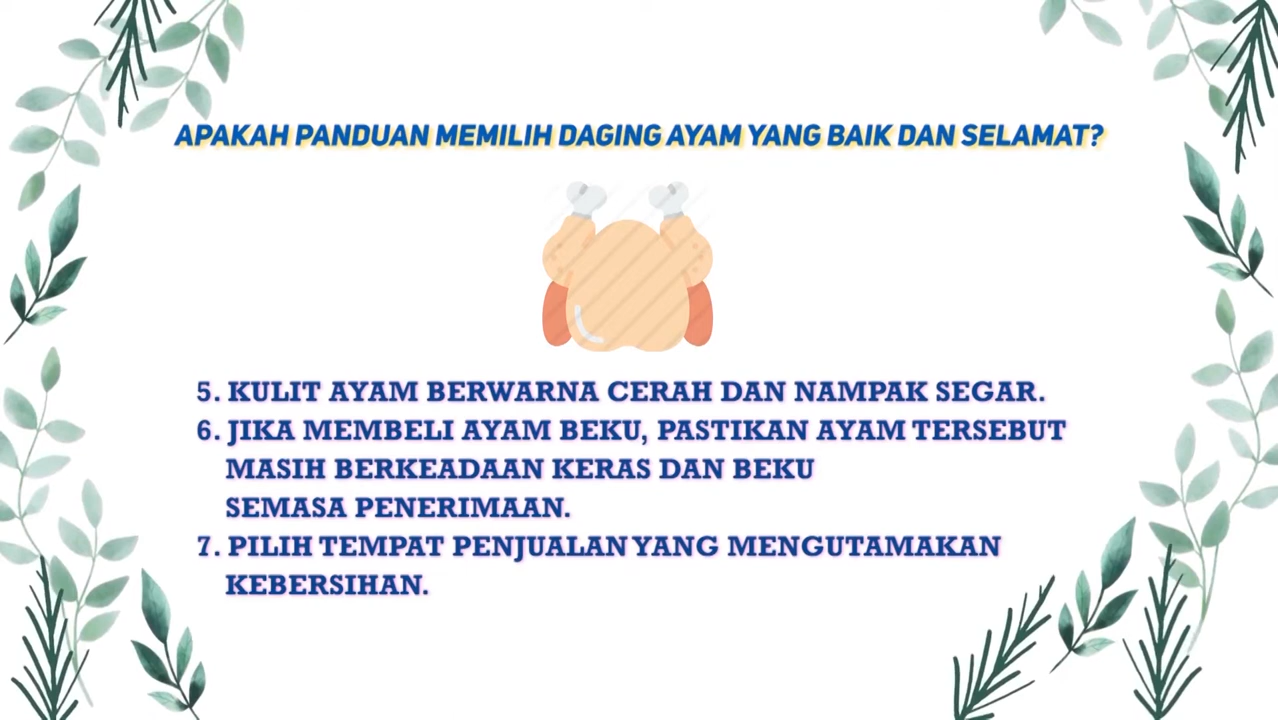 APAKAH PANDUAN MEMILIH DAGING AYAM YANG BAIK DAN SELAMAT?
5. KULIT AYAM BERWARNA CERAH DAN NAMPAK SEGAR.
6. JIKA MEMBELI AYAM BEKU, PASTIKAN AYAM TERSEBUT
MASIH BERKEADAAN KERAS DAN BEKU
SEMASA PENERIMAAN.
7. PILIH TEMPAT PENJUALAN YANG MENGUTAMAKAN
KEBERSIHAN.